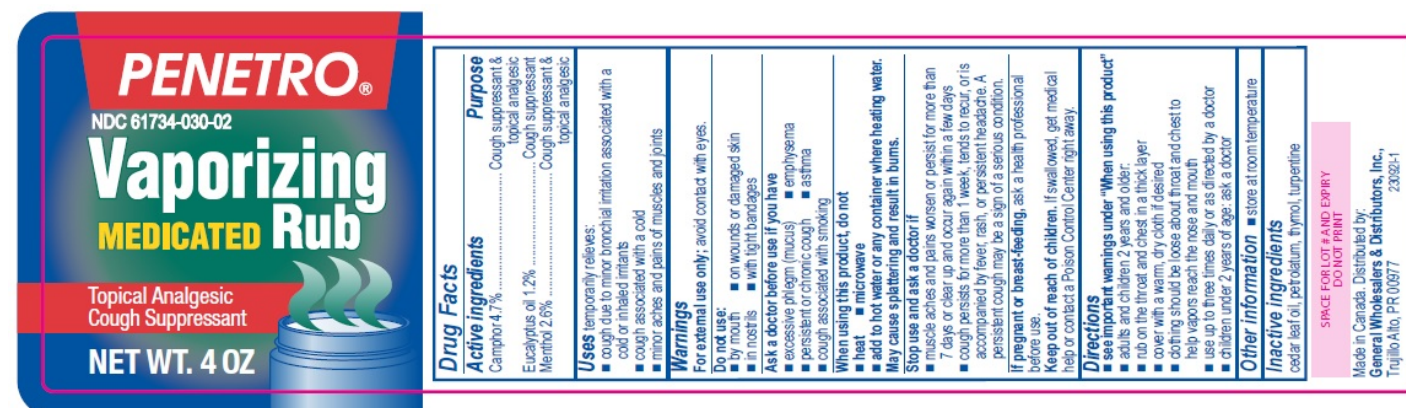 PENETRO®
NDC 61734-030-02
Vaporizing
MEDICATED Rub
Topical Analgesic
Cough Suppressant
NET WT. 4 OZ
Drug Facts
Active ingredients Purpose
Camphor 4.7% ........................ Cough suppressant &
topical analgesic
Eucalyptus oil 1.2% ........................ Cough suppressant
Menthol 2.6% ........................ Cough suppressant &
topical analgesic
Uses temporarily relieves:
■ cough due to minor bronchial irritation associated with a
cold or inhaled irritants
■ cough associated with a cold
■ minor aches and pains of muscles and joints
Warnings
For external use only; avoid contact with eyes.
Do not use:
■ by mouth ■ on wounds or damaged skin
■ in nostrils ■ with tight bandages
Ask a doctor before use if you have
■ excessive phlegm (mucus) ■ emphysema
■ persistent or chronic cough ■ asthma
■ cough associated with smoking
When using this product, do not
■ heat ■ microwave
■ add to hot water or any container where heating water.
May cause splattering and result in burns.
Stop use and ask a doctor if
■ muscle aches and pains worsen or persist for more than
7 days or clear up and occur again within a few days
■ cough persists for more than 1 week, tends to recur, or is
accompanied by fever, rash, or persistent headache. A
persistent cough may be a sign of a serious condition.
If pregnant or breast-feeding, ask a health professional
before use.
Keep out of reach of children. If swallowed, get medical
help or contact a Poison Control Center right away.
Directions
■ see important warnings under "When using this product"
■ adults and children 2 years and older:
■ rub on the throat and chest in a thick layer
■ cover with a warm, dry cloth if desired
■ clothing should be loose about throat and chest to
help vapors reach the nose and mouth
■ use up to three times daily or as directed by a doctor
■ children under 2 years of age: ask a doctor
Other information ■ store at room temperature
Inactive ingredients
cedar leaf oil, petrolatum, thymol, turpentine
SPACE FOR LOT # AND EXPIRY
DO NOT PRINT
Made in Canada. Distributed by:
General Wholesalers & Distributors, Inc.,
Trujillo Alto, PR 00977 23092I-1